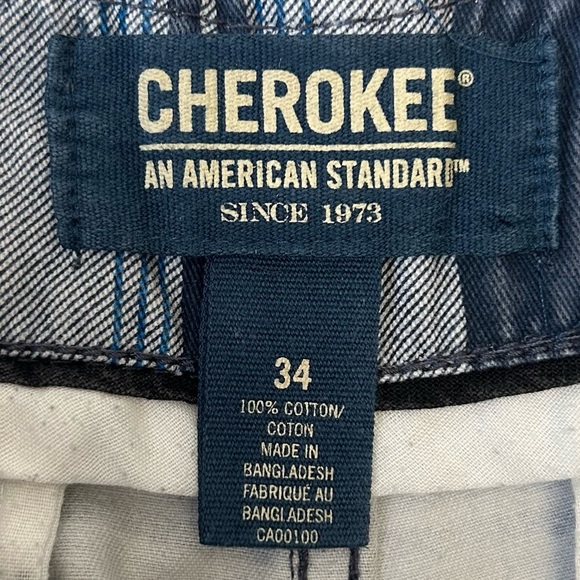 CHEROKEE®
AN AMERICAN STANDARD™
SINCE 1973
34
100% COTTON/
COTON
MADE IN
BANGLADESH
FABRIQUÉ AU
BANGLADESH
CA00100